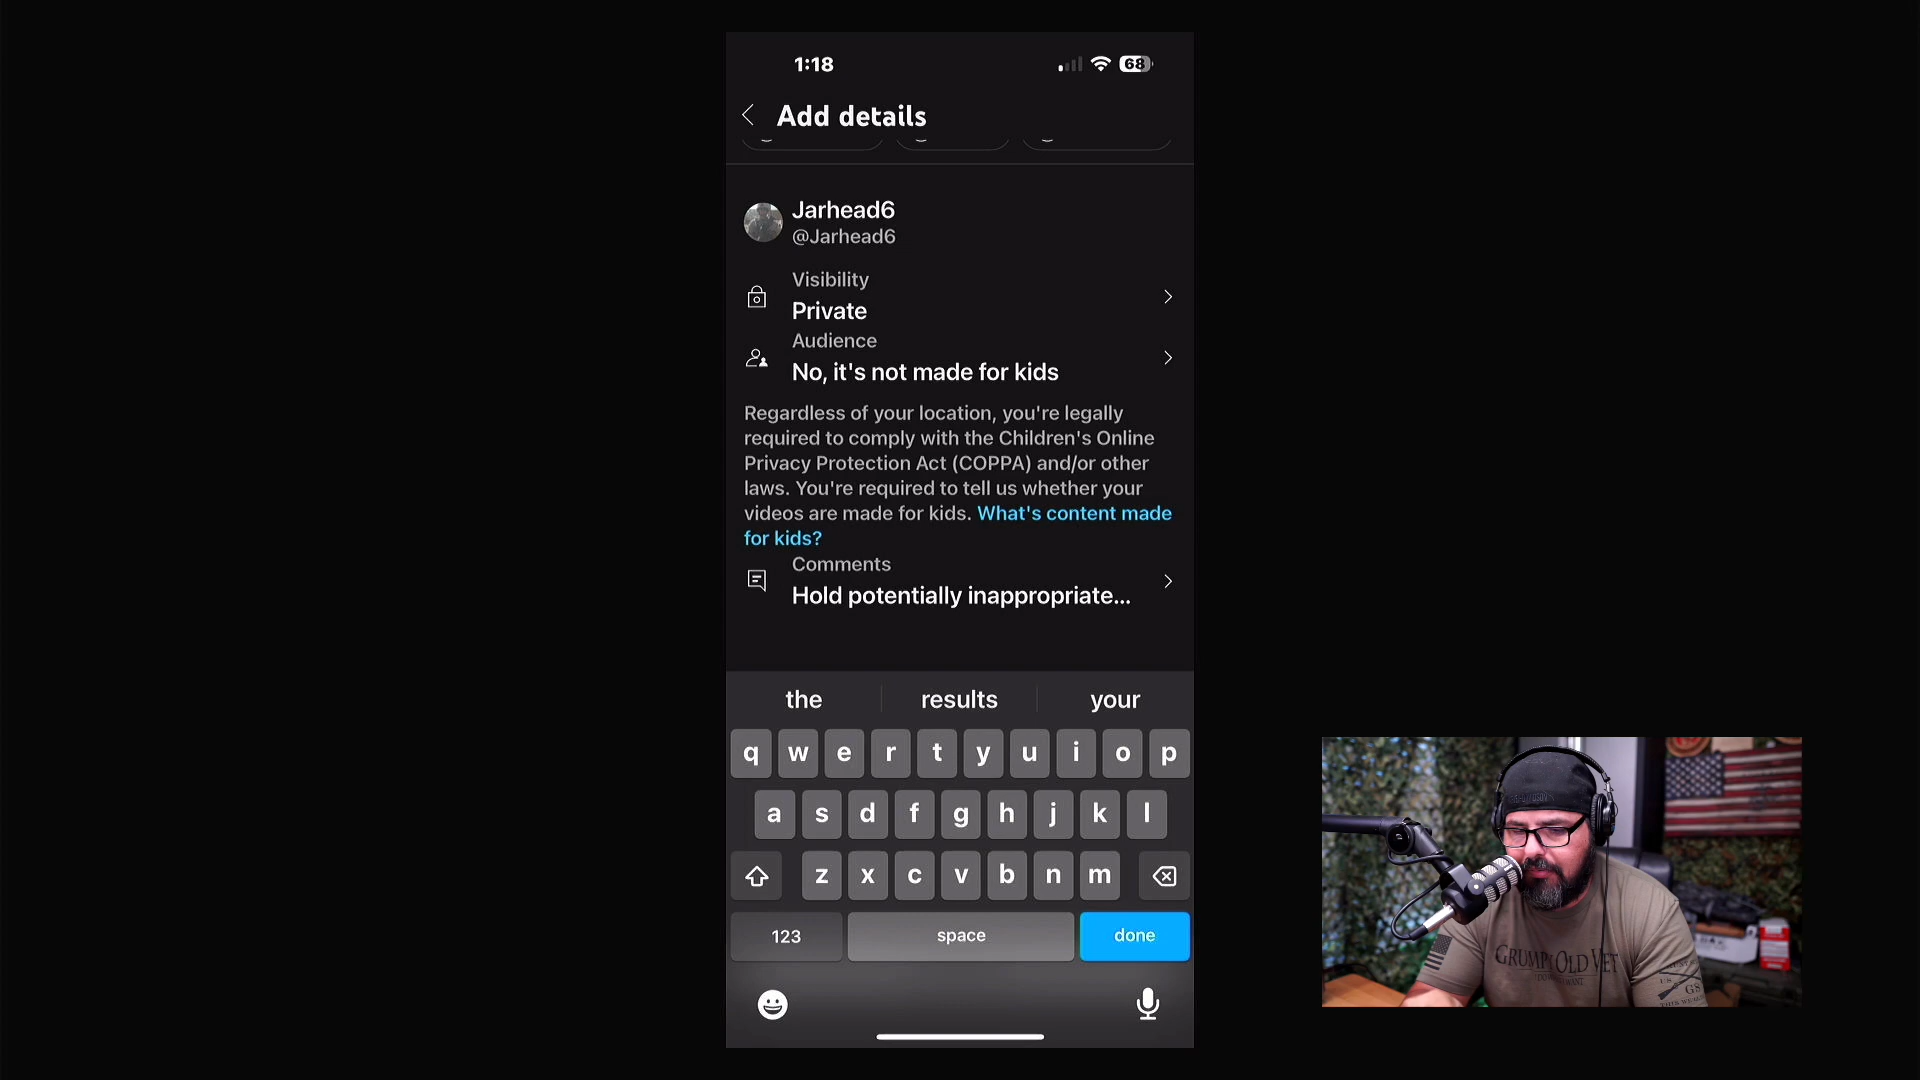 1:18
68
Add details
Jarhead6
@Jarhead6
Visibility
Private
Audience
No, it's not made for kids
Regardless of your location, you're legally
required to comply with the Children's Online
Privacy Protection Act (COPPA) and/or other
laws. You're required to tell us whether your
videos are made for kids. What's content made
for kids?
Comments
Hold potentially inappropriate...
the results your
q w e r t y u i o p
a s d f g h j k l
z x c v b n m
123 space done
GRUMPY OLD VET